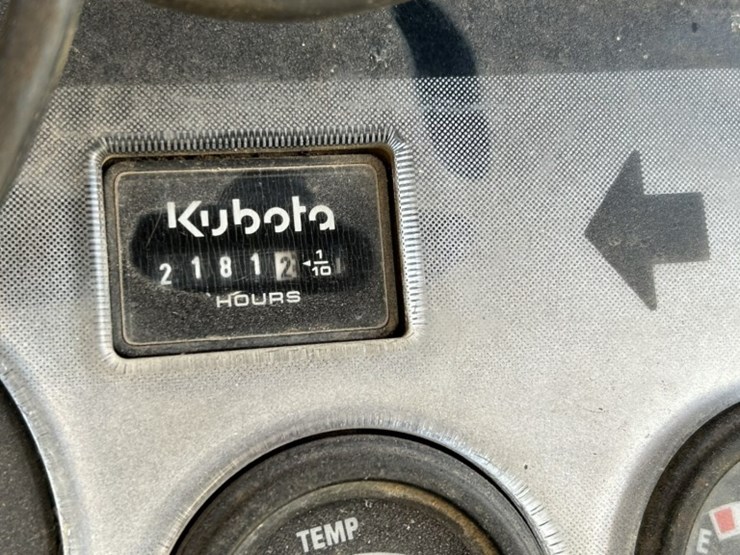 Kubota
2 1 8 1 2 1/10
HOURS
TEMP
E